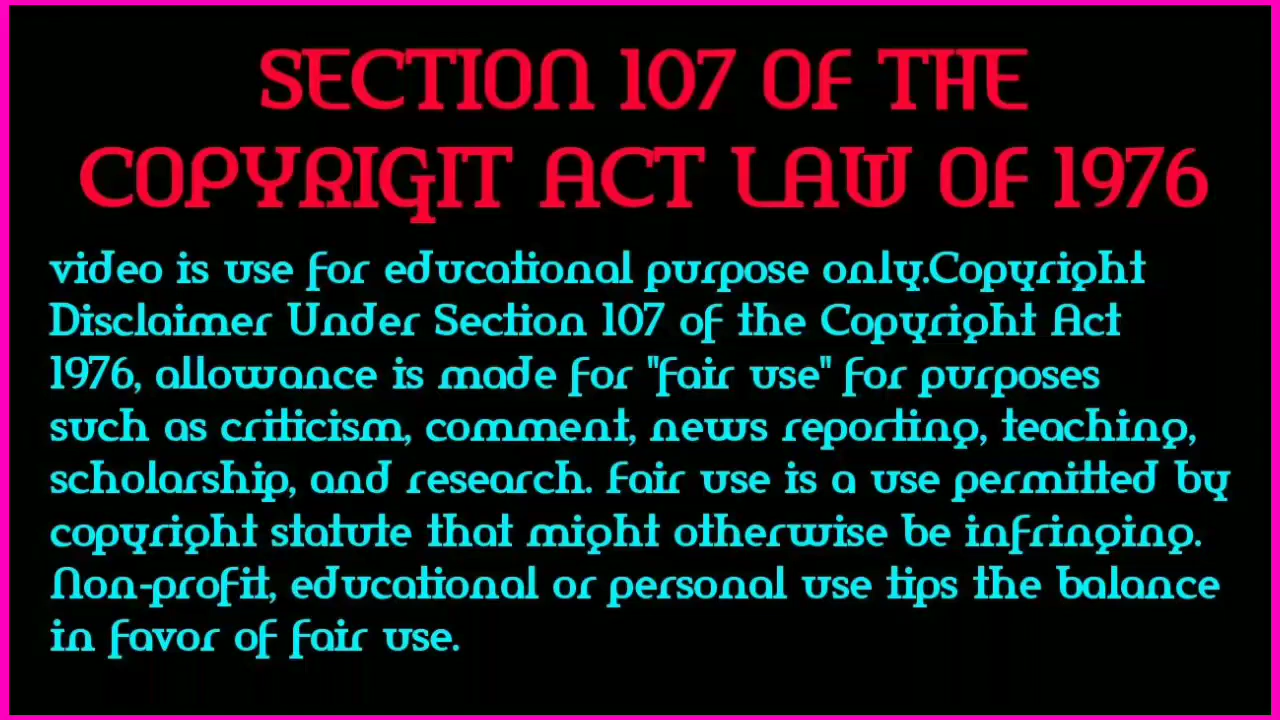 SECTION 107 OF THE
COPYRIGIT ACT LAW OF 1976
video is use for educational purpose only.Copyright
Disclaimer Under Section 107 of the Copyright Act
1976, allowance is made for "fair use" for purposes
such as criticism, comment, news reporting, teaching,
scholarship, and research. Fair use is a use permitted by
copyright statute that might otherwise be infringing.
Non-profit, educational or personal use tips the balance
in favor of fair use.